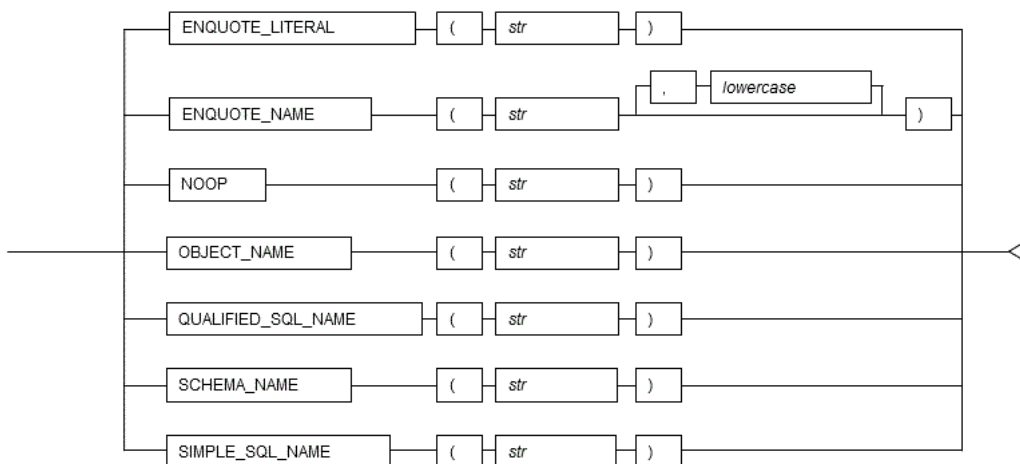 ENQUOTE_LITERAL ( str )
, lowercase
ENQUOTE_NAME ( str )
NOOP ( str )
OBJECT_NAME ( str )
QUALIFIED_SQL_NAME ( str )
SCHEMA_NAME ( str )
SIMPLE_SQL_NAME ( str )